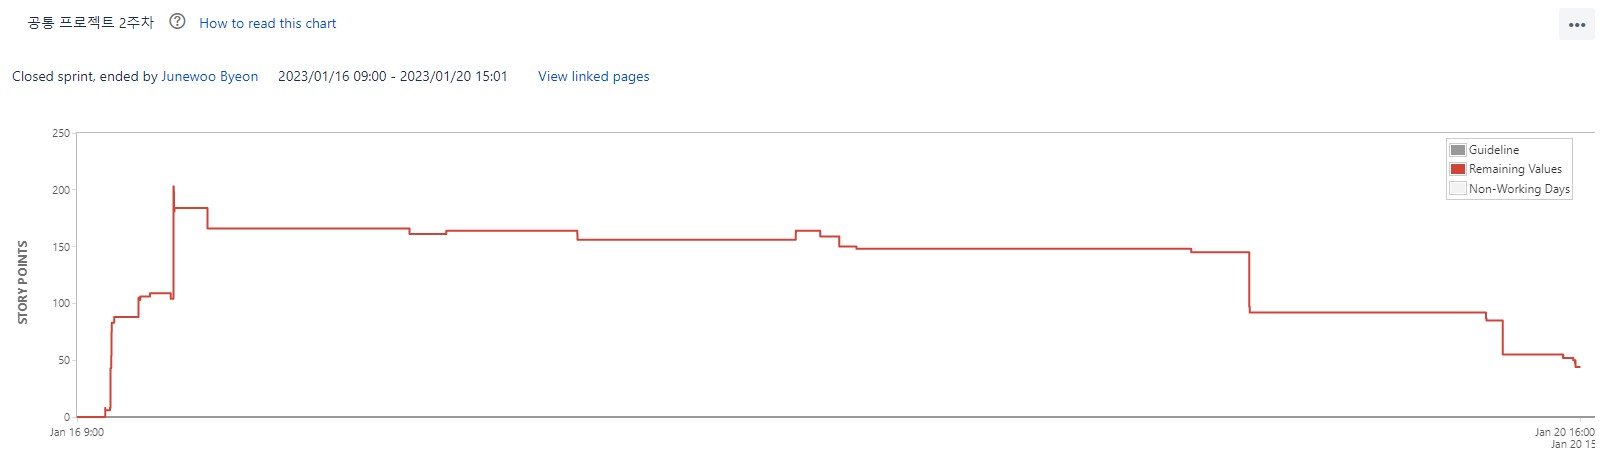 공통 프로젝트 2주차 ? How to read this chart •••
Closed sprint, ended by Junewoo Byeon 2023/01/16 09:00 - 2023/01/20 15:01 View linked pages
250
Guideline
Remaining Values
Non-Working Days
200
150
STORY POINTS
100
50
0
Jan 16 9:00 Jan 20 16:00
Jan 20 15